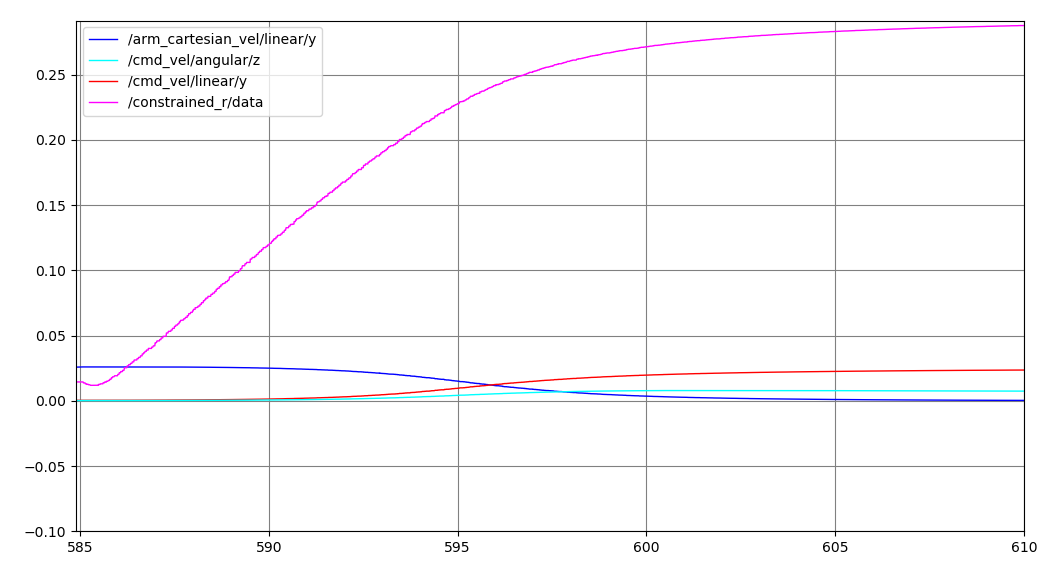 /arm_cartesian_vel/linear/y
/cmd_vel/angular/z
/cmd_vel/linear/y
/constrained_r/data
0.25
0.20
0.15
0.10
0.05
0.00
−0.05
−0.10
585 590 595 600 605 610